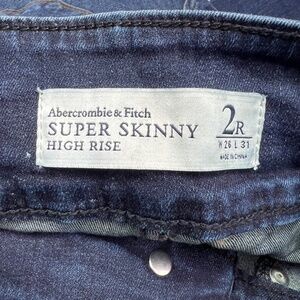 Abercrombie & Fitch
SUPER SKINNY
HIGH RISE
2R
W 26 L 31
MADE IN CHINA